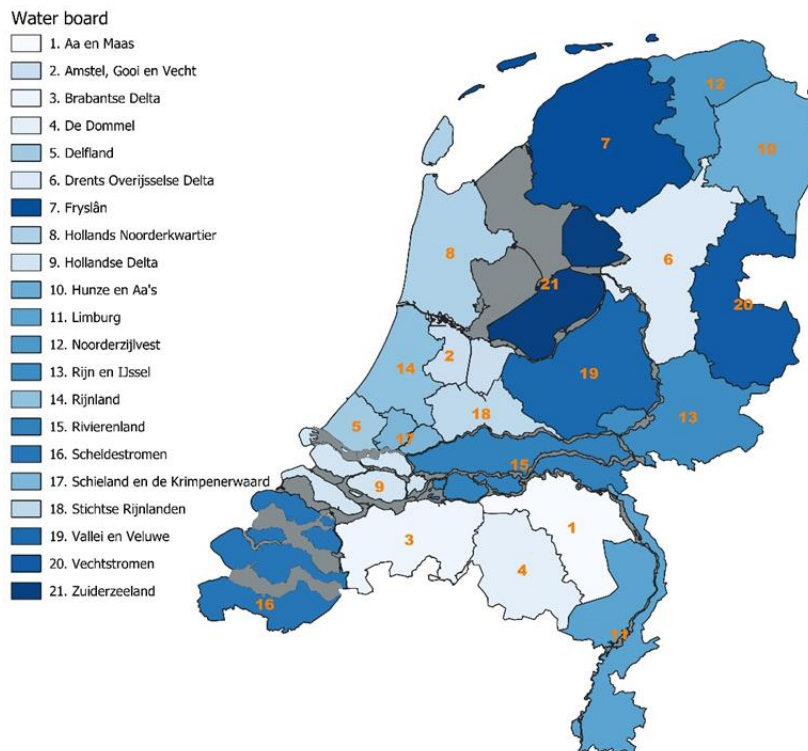 Water board
1. Aa en Maas
2. Amstel, Gooi en Vecht
3. Brabantse Delta
4. De Dommel
5. Delfland
6. Drents Overijsselse Delta
7. Fryslân
8. Hollands Noorderkwartier
9. Hollandse Delta
10. Hunze en Aa's
11. Limburg
12. Noorderzijlvest
13. Rijn en IJssel
14. Rijnland
15. Rivierenland
16. Scheldestromen
17. Schieland en de Krimpenerwaard
18. Stichtse Rijnlanden
19. Vallei en Veluwe
20. Vechtstromen
21. Zuiderzeeland
12
7
10
8
6
21
20
2
14
19
18
13
5
17
15
9
1
3
4
16
11